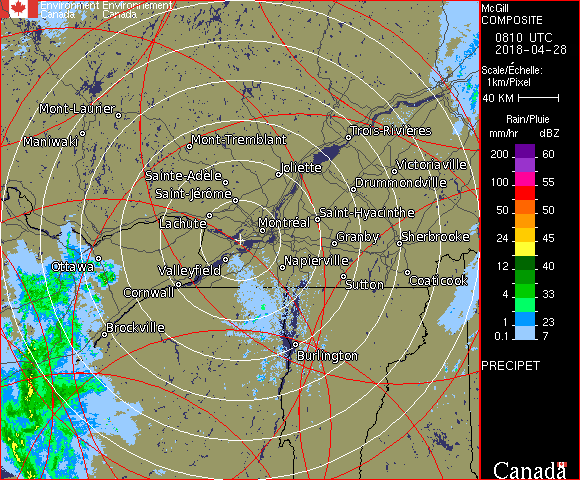 Environment Environnement
Canada Canada
Mont-Laurier
Maniwaki
Mont-Tremblant
Trois-Rivières
Joliette
Victoriaville
Sainte-Adèle
Drummondville
Saint-Jérôme
Saint-Hyacinthe
Lachute
Montréal
Granby
Sherbrooke
Ottawa
Valleyfield
Napierville
Cornwall
Sutton
Coaticook
Brockville
Burlington
McGill
COMPOSITE
0810 UTC
2018-04-28
Scale/Échelle:
1km/Pixel
40 KM
Rain/Pluie
mm/hr dBZ
200 60
100 55
50 50
24 45
12 40
4 33
1 23
0.1 7
PRECIPET
Canada